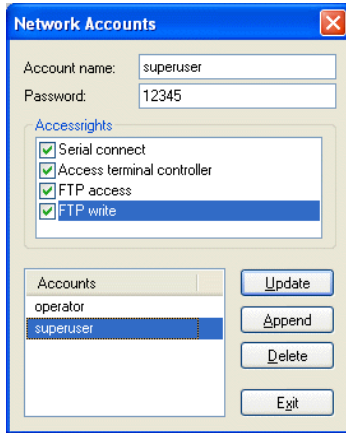 Network Accounts
Account name: superuser
Password: 12345
Accessrights
Serial connect
Access terminal controller
FTP access
FTP write
Accounts
operator
superuser
Update
Append
Delete
Exit